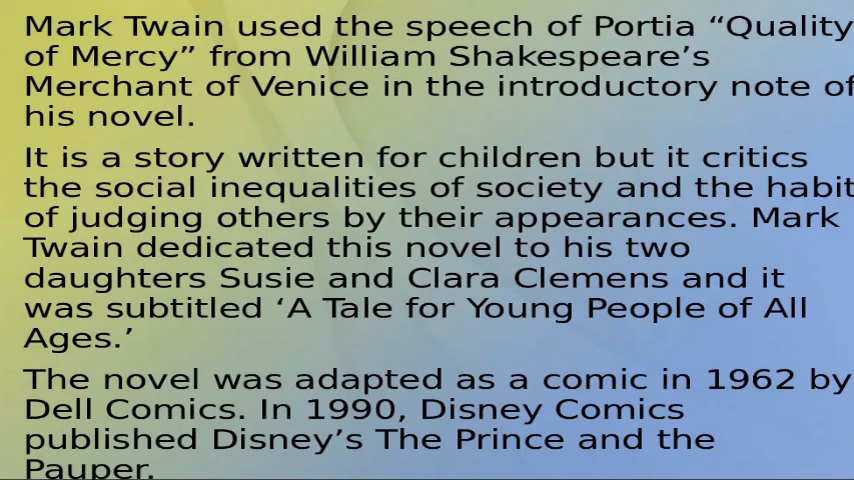 Mark Twain used the speech of Portia “Quality
of Mercy” from William Shakespeare’s
Merchant of Venice in the introductory note of
his novel.
It is a story written for children but it critics
the social inequalities of society and the habit
of judging others by their appearances. Mark
Twain dedicated this novel to his two
daughters Susie and Clara Clemens and it
was subtitled ‘A Tale for Young People of All
Ages.’
The novel was adapted as a comic in 1962 by
Dell Comics. In 1990, Disney Comics
published Disney’s The Prince and the
Pauper.